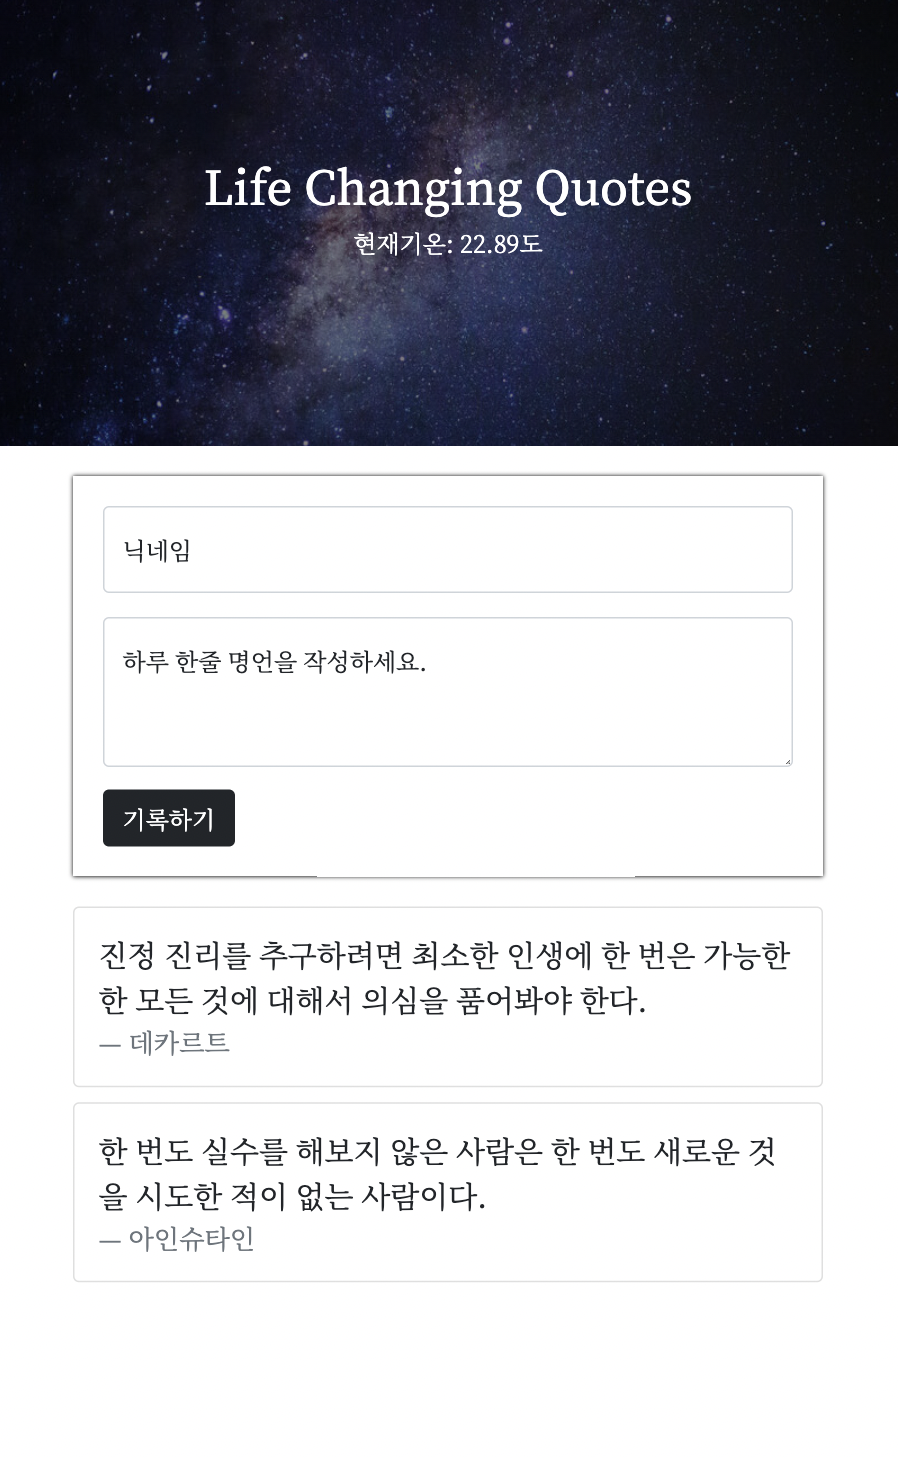 Life Changing Quotes
현재기온: 22.89도
닉네임
하루 한줄 명언을 작성하세요.
기록하기
진정 진리를 추구하려면 최소한 인생에 한 번은 가능한
한 모든 것에 대해서 의심을 품어봐야 한다.
— 데카르트
한 번도 실수를 해보지 않은 사람은 한 번도 새로운 것
을 시도한 적이 없는 사람이다.
— 아인슈타인